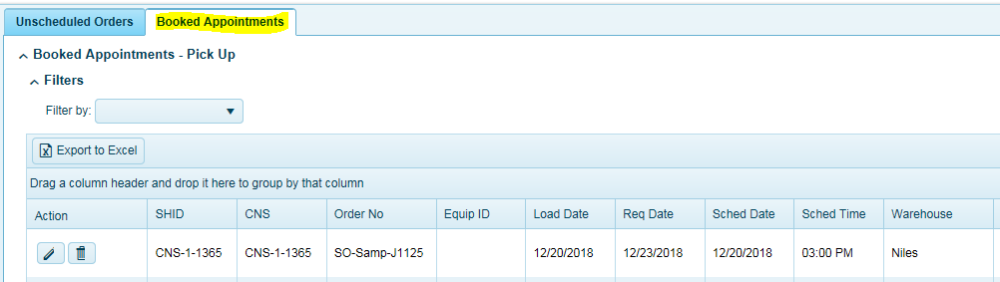 Unscheduled Orders Booked Appointments
Booked Appointments - Pick Up
Filters
Filter by:
Export to Excel
Drag a column header and drop it here to group by that column
Action SHID CNS Order No Equip ID Load Date Req Date Sched Date Sched Time Warehouse
CNS-1-1365 CNS-1-1365 SO-Samp-J1125 12/20/2018 12/23/2018 12/20/2018 03:00 PM Niles